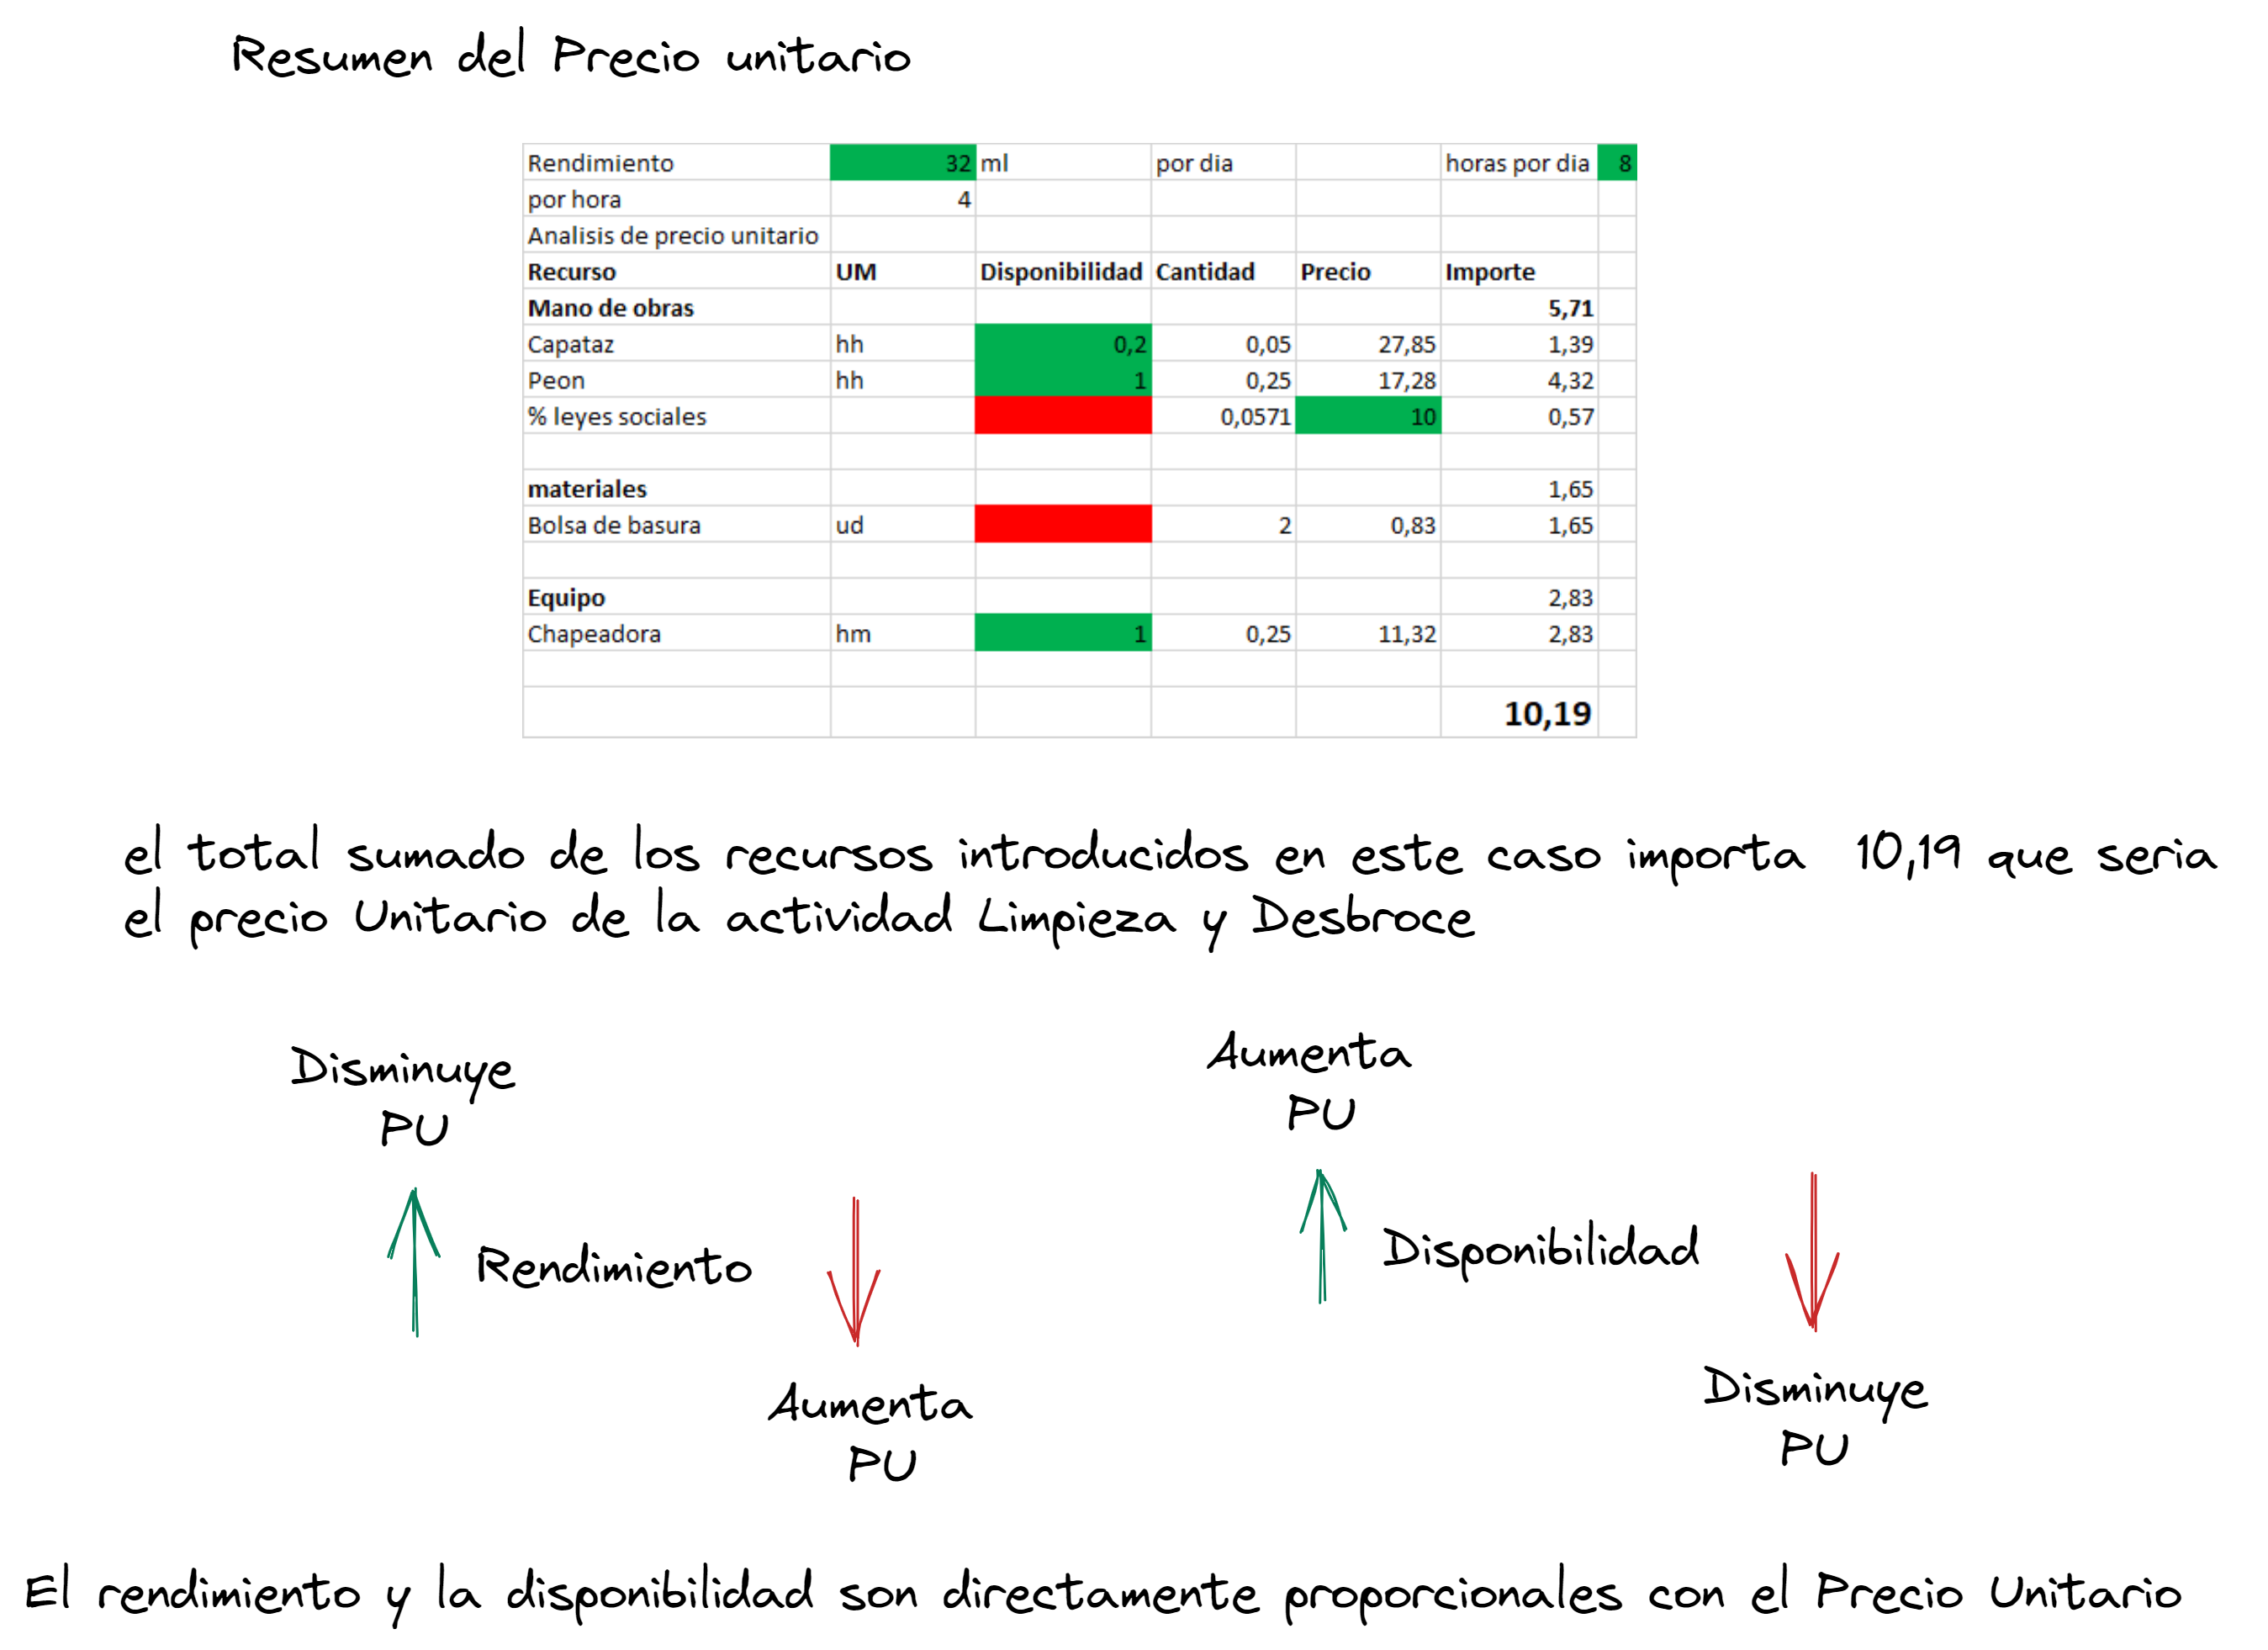 Resumen del Precio unitario
Rendimiento 32 ml por dia horas por dia 8
por hora 4
Analisis de precio unitario
Recurso UM Disponibilidad Cantidad Precio Importe
Mano de obras 5,71
Capataz hh 0,2 0,05 27,85 1,39
Peon hh 1 0,25 17,28 4,32
% leyes sociales 0,0571 10 0,57
materiales 1,65
Bolsa de basura ud 2 0,83 1,65
Equipo 2,83
Chapeadora hm 1 0,25 11,32 2,83
10,19
el total sumado de los recursos introducidos en este caso importa 10,19 que seria
el precio Unitario de la actividad Limpieza y Desbroce
Disminuye
PU
Rendimiento
Aumenta
PU
Aumenta
PU
Disponibilidad
Disminuye
PU
El rendimiento y la disponibilidad son directamente proporcionales con el Precio Unitario